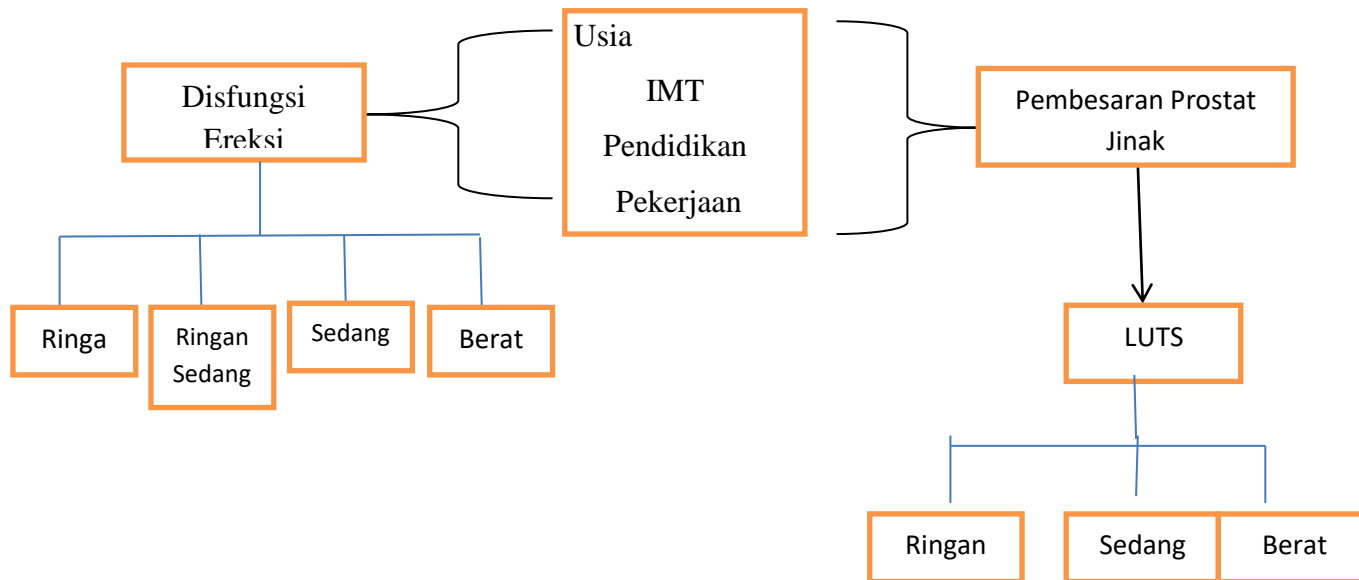 Usia
IMT
Pendidikan
Pekerjaan
Disfungsi
Ereksi
Pembesaran Prostat
Jinak
Ringa
Ringan
Sedang
Sedang
Berat
LUTS
Ringan
Sedang
Berat